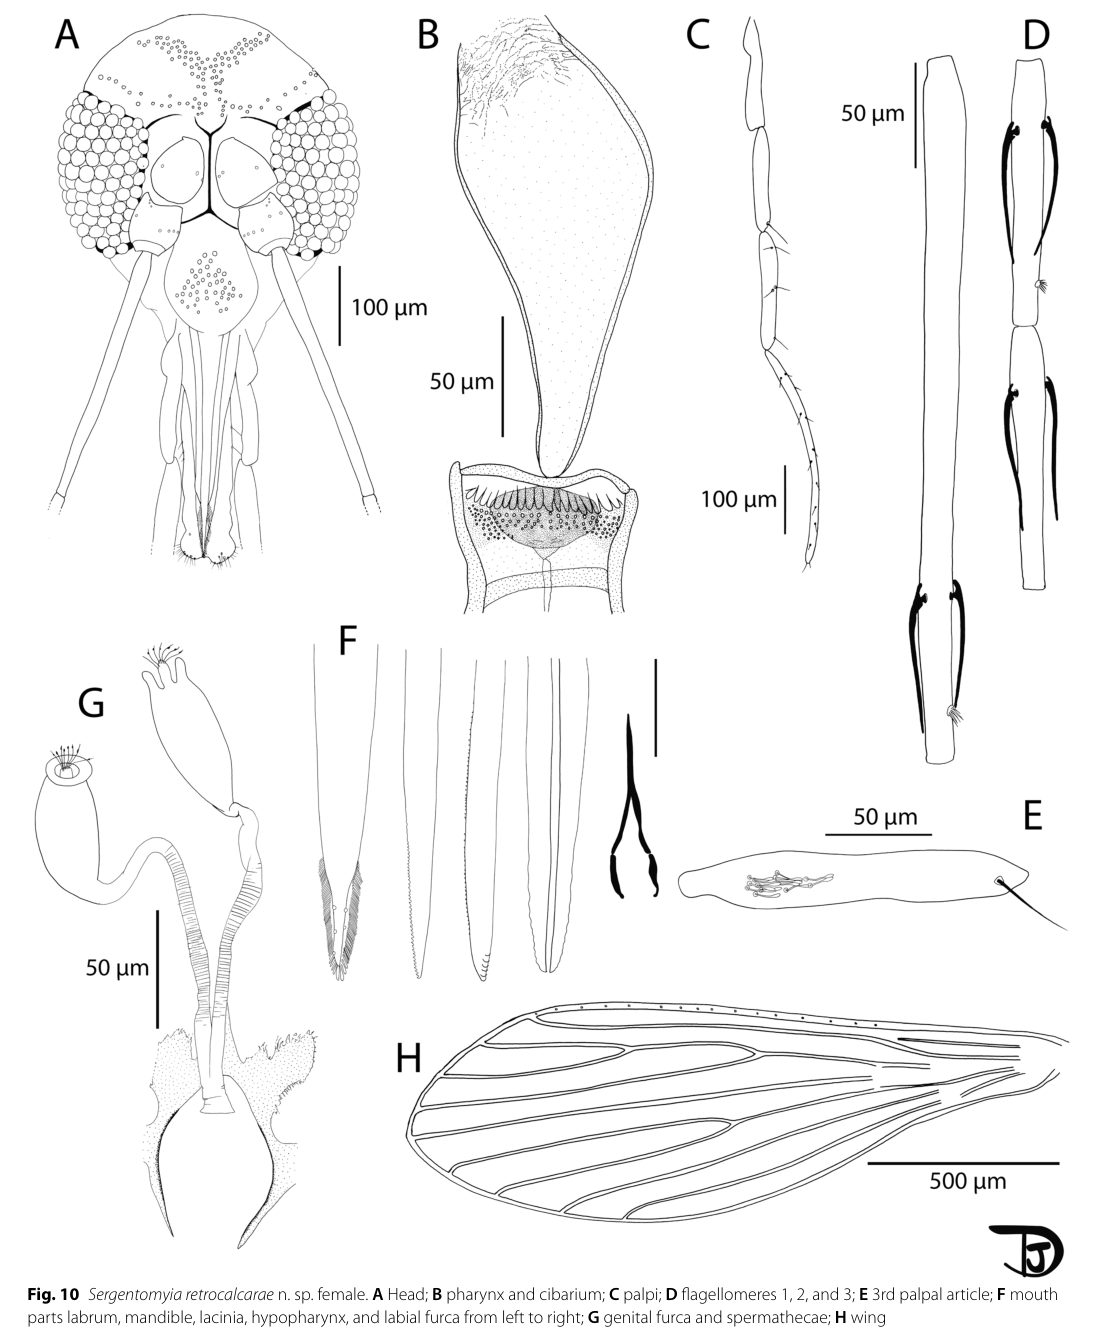 A
B
C
D
50 µm
100 µm
50 µm
100 µm
F
G
50 µm
E
50 µm
H
500 µm
Fig. 10 Sergentomyia retrocalcarae n. sp. female. A Head; B pharynx and cibarium; C palpi; D flagellomeres 1, 2, and 3; E 3rd palpal article; F mouth
parts labrum, mandible, lacinia, hypopharynx, and labial furca from left to right; G genital furca and spermathecae; H wing